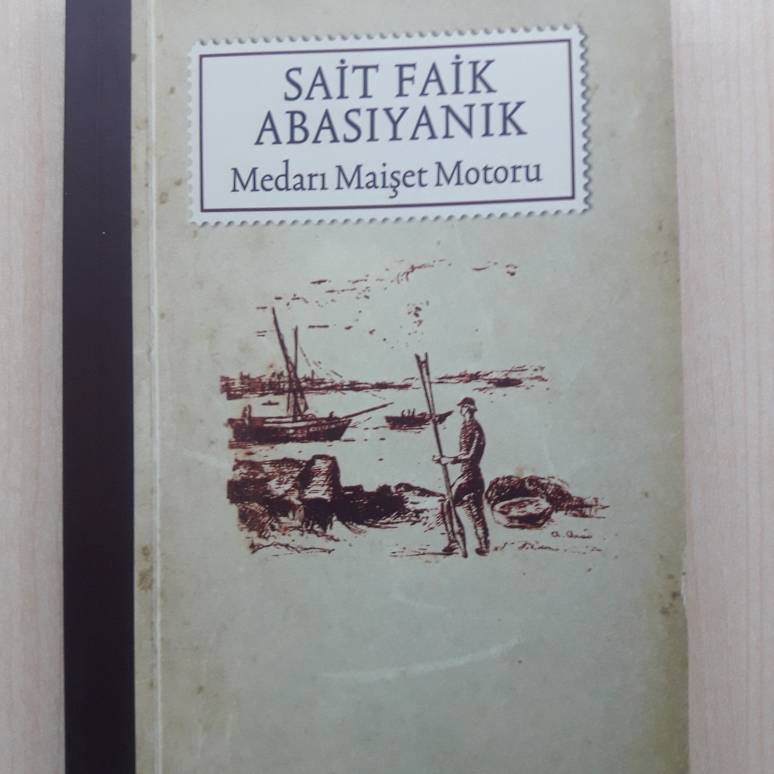 SAİT FAİK
ABASIYANIK
Medarı Maişet Motoru